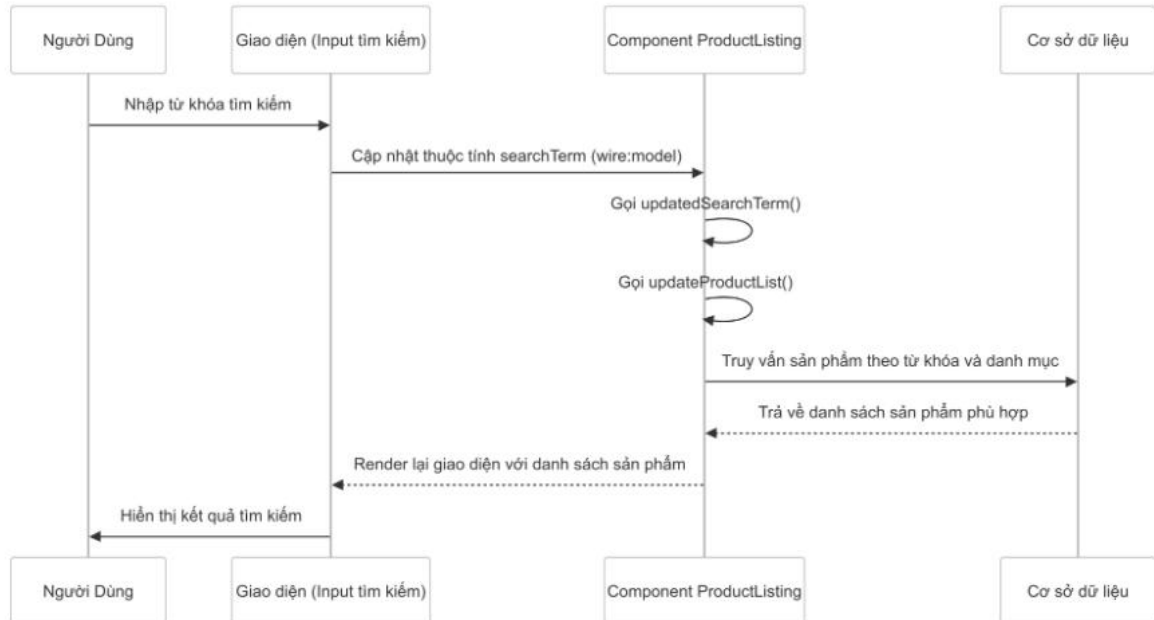 Người Dùng
Giao diện (Input tìm kiếm)
Component ProductListing
Cơ sở dữ liệu
Nhập từ khóa tìm kiếm
Cập nhật thuộc tính searchTerm (wire:model)
Gọi updatedSearchTerm()
Gọi updateProductList()
Truy vấn sản phẩm theo từ khóa và danh mục
Trả về danh sách sản phẩm phù hợp
Render lại giao diện với danh sách sản phẩm
Hiển thị kết quả tìm kiếm
Người Dùng
Giao diện (Input tìm kiếm)
Component ProductListing
Cơ sở dữ liệu